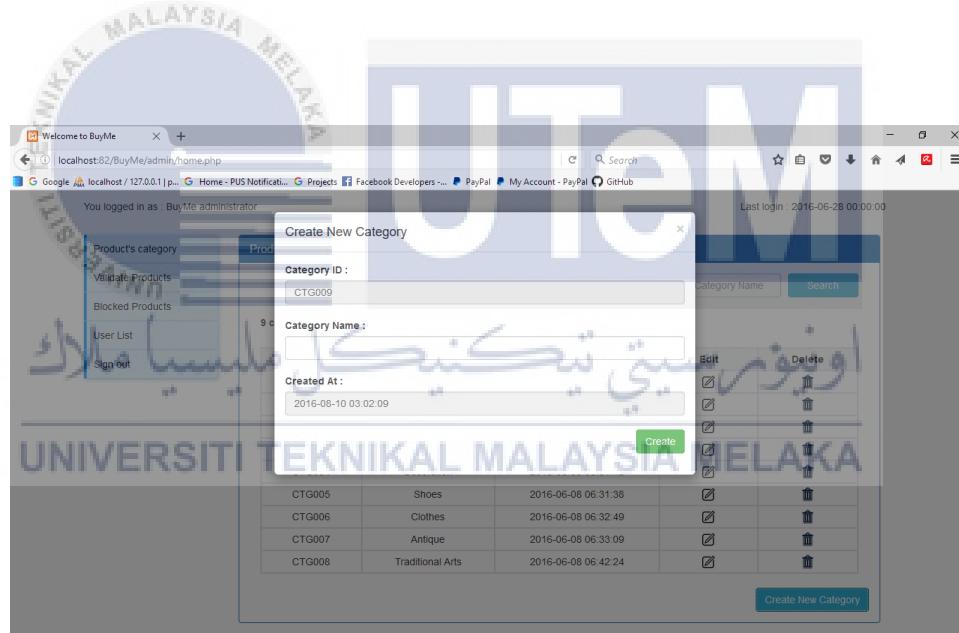 UNIVERSITI TEKNIKAL MALAYSIA MELAKA
UTeM
Welcome to BuyMe
localhost:82/BuyMe/admin/home.php
Search
Google
localhost / 127.0.0.1 | p...
Home - PUS Notificati...
Projects
Facebook Developers -...
PayPal
My Account - PayPal
GitHub
You logged in as : BuyMe administrator
Last login : 2016-06-28 00:00:00
Product's category
Validate Products
Blocked Products
User List
Sign out
Category Name
Search
Create New Category
Category ID :
CTG009
Category Name :
Created At :
2016-08-10 03:02:09
Create
Edit Delete
CTG005 Shoes 2016-06-08 06:31:38
CTG006 Clothes 2016-06-08 06:32:49
CTG007 Antique 2016-06-08 06:33:09
CTG008 Traditional Arts 2016-06-08 06:42:24
Create New Category
اونيۏرسيتي تيكنيكل مليسيا ملاك
UNIVERSITI TEKNIKAL MALAYSIA MELAKA